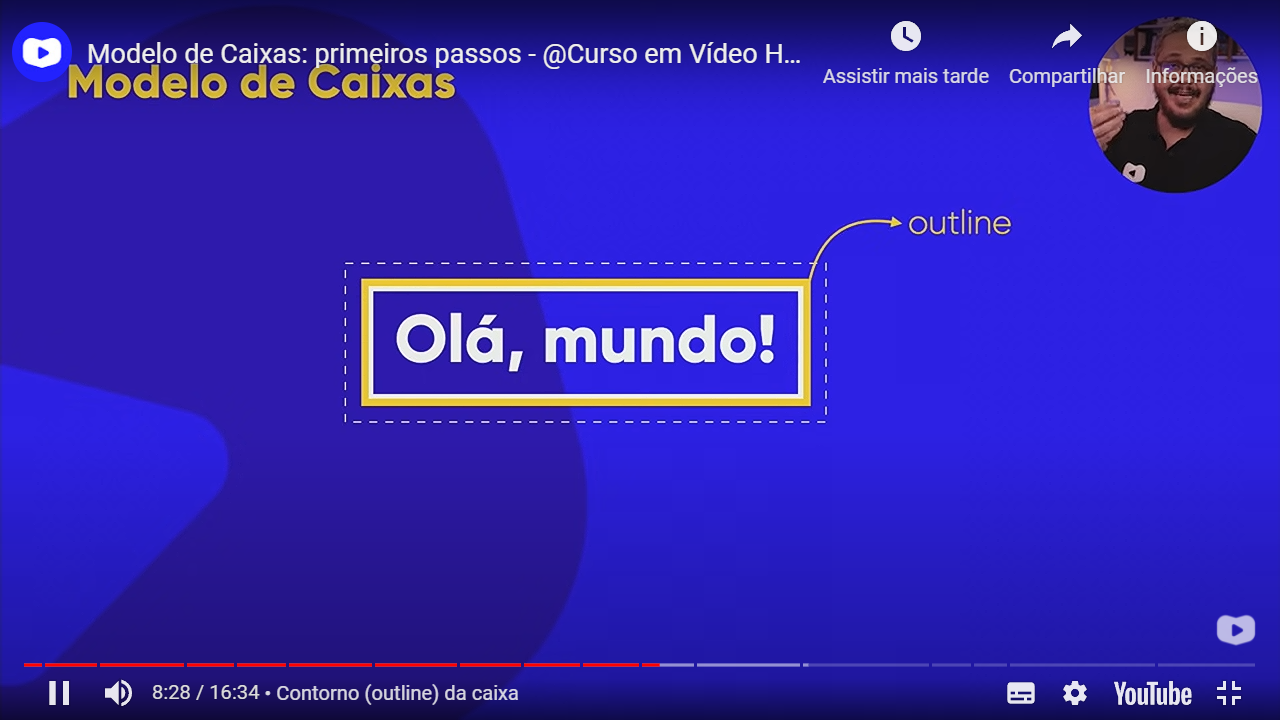 Modelo de Caixas: primeiros passos - @Curso em Vídeo H...
Assistir mais tarde
Compartilhar
Informações
Modelo de Caixas
outline
Olá, mundo!
8:28 / 16:34 • Contorno (outline) da caixa
YouTube